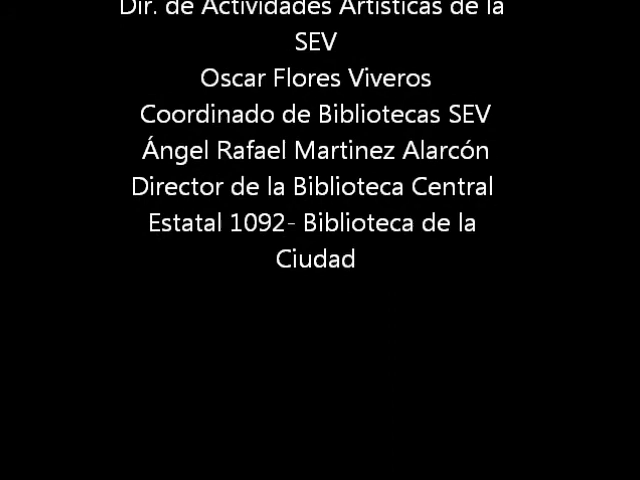 Dir. de Actividades Artísticas de la
SEV
Oscar Flores Viveros
Coordinado de Bibliotecas SEV
Ángel Rafael Martinez Alarcón
Director de la Biblioteca Central
Estatal 1092- Biblioteca de la
Ciudad